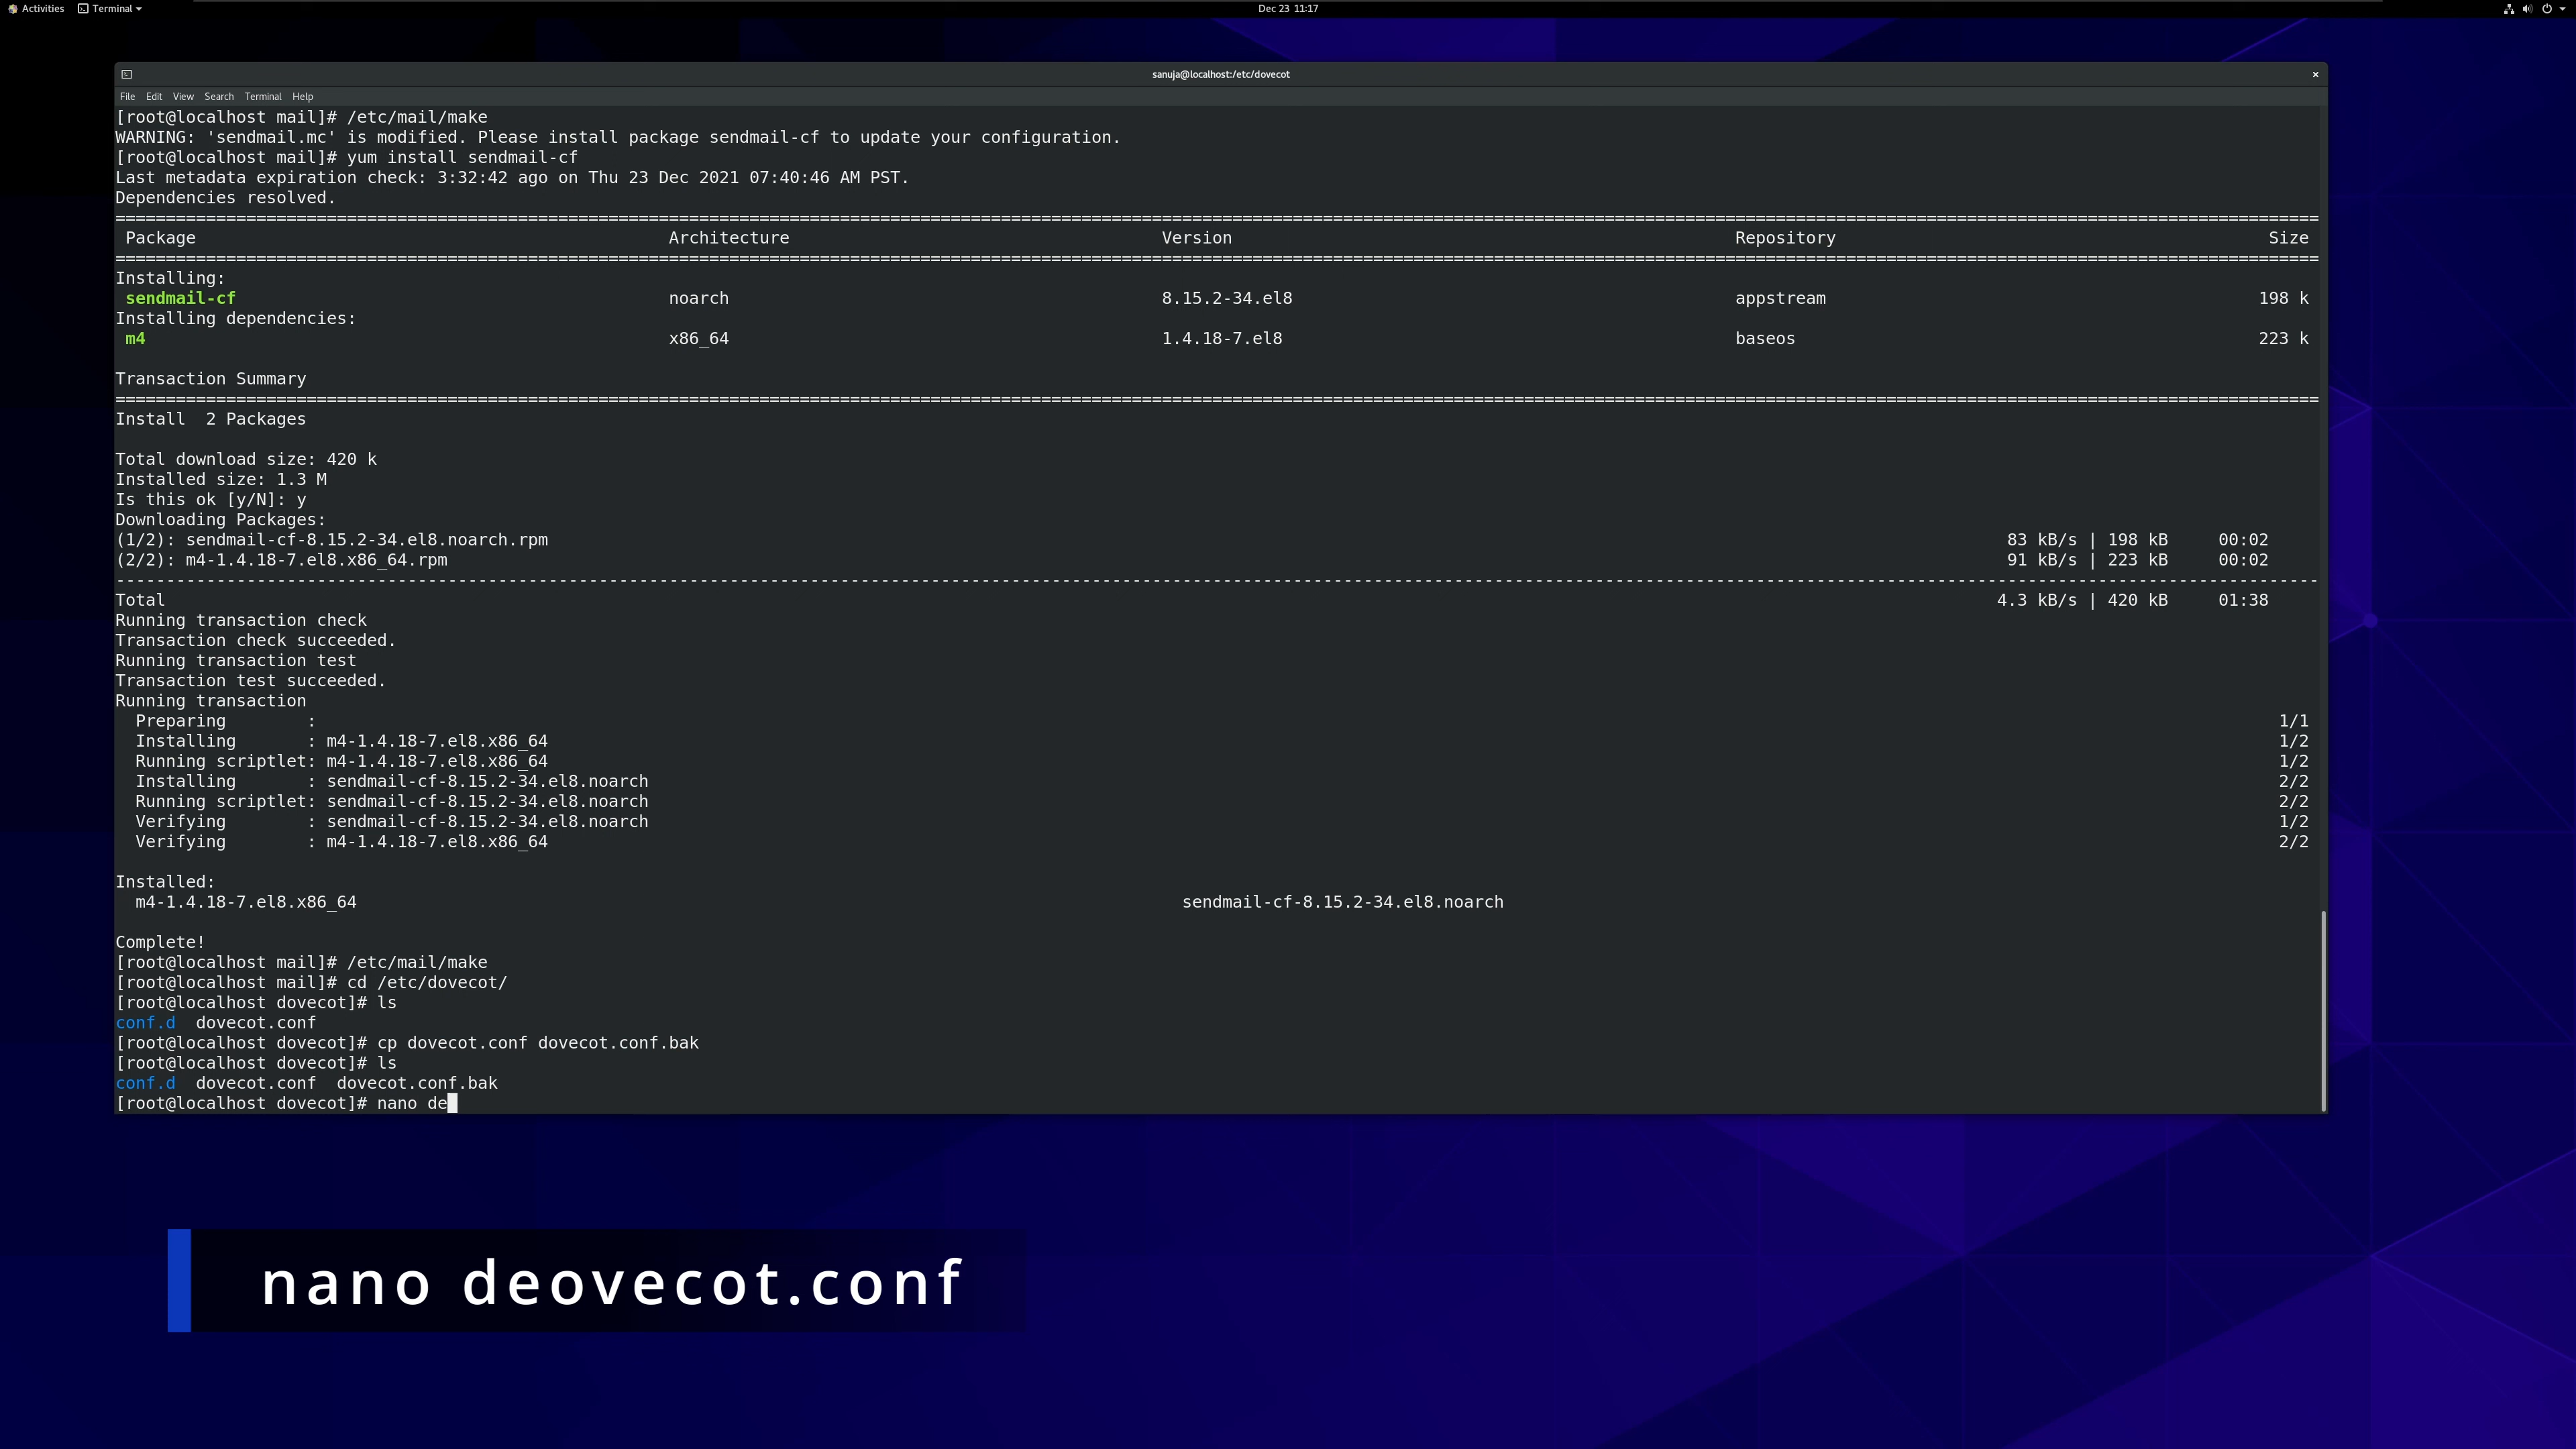 Activities Terminal Dec 23 11:17
sanuja@localhost:/etc/dovecot
File Edit View Search Terminal Help
[root@localhost mail]# /etc/mail/make
WARNING: 'sendmail.mc' is modified. Please install package sendmail-cf to update your configuration.
[root@localhost mail]# yum install sendmail-cf
Last metadata expiration check: 3:32:42 ago on Thu 23 Dec 2021 07:40:46 AM PST.
Dependencies resolved.
Package Architecture Version Repository Size
Installing:
sendmail-cf noarch 8.15.2-34.el8 appstream 198 k
Installing dependencies:
m4 x86_64 1.4.18-7.el8 baseos 223 k
Transaction Summary
Install  2 Packages
Total download size: 420 k
Installed size: 1.3 M
Is this ok [y/N]: y
Downloading Packages:
(1/2): sendmail-cf-8.15.2-34.el8.noarch.rpm 83 kB/s | 198 kB 00:02
(2/2): m4-1.4.18-7.el8.x86_64.rpm 91 kB/s | 223 kB 00:02
Total 4.3 kB/s | 420 kB 01:38
Running transaction check
Transaction check succeeded.
Running transaction test
Transaction test succeeded.
Running transaction
Preparing : 1/1
Installing : m4-1.4.18-7.el8.x86_64 1/2
Running scriptlet: m4-1.4.18-7.el8.x86_64 1/2
Installing : sendmail-cf-8.15.2-34.el8.noarch 2/2
Running scriptlet: sendmail-cf-8.15.2-34.el8.noarch 2/2
Verifying : sendmail-cf-8.15.2-34.el8.noarch 1/2
Verifying : m4-1.4.18-7.el8.x86_64 2/2
Installed:
m4-1.4.18-7.el8.x86_64 sendmail-cf-8.15.2-34.el8.noarch
Complete!
[root@localhost mail]# /etc/mail/make
[root@localhost mail]# cd /etc/dovecot/
[root@localhost dovecot]# ls
conf.d  dovecot.conf
[root@localhost dovecot]# cp dovecot.conf dovecot.conf.bak
[root@localhost dovecot]# ls
conf.d  dovecot.conf  dovecot.conf.bak
[root@localhost dovecot]# nano de
nano deovecot.conf